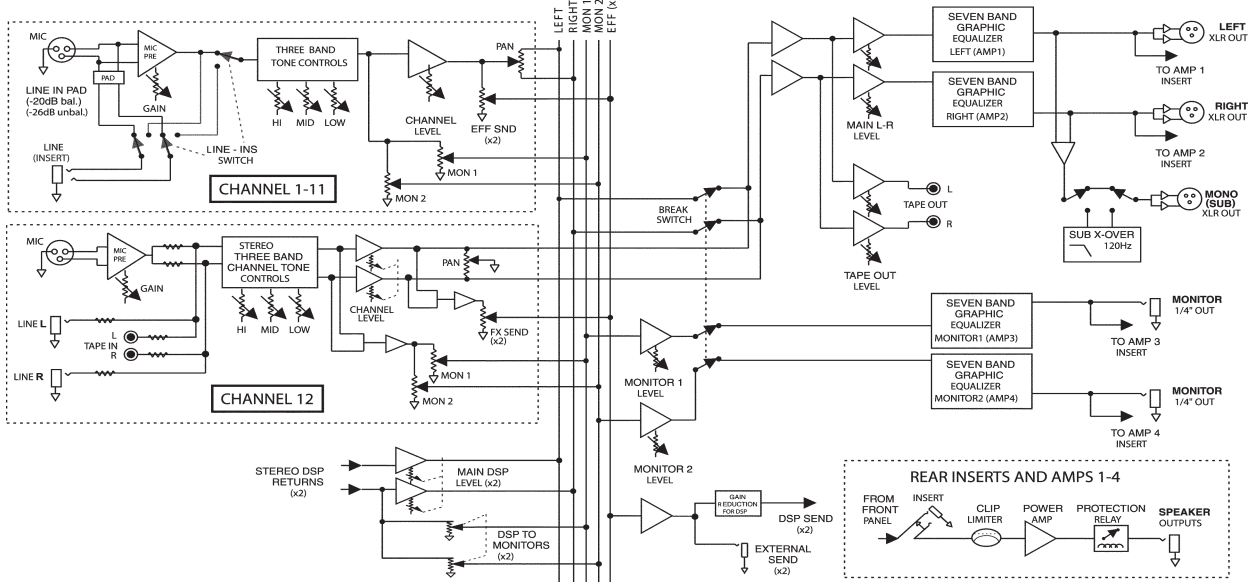 LEFT
RIGHT
MON 1
MON 2
EFF (x
MIC
MIC
PRE
PAD
LINE IN PAD
(-20dB bal.)
(-26dB unbal.)
GAIN
THREE BAND
TONE CONTROLS
HI
MID
LOW
CHANNEL
LEVEL
PAN
EFF SND
(x2)
LINE
(INSERT)
LINE - INS
SWITCH
CHANNEL 1-11
MON 1
MON 2
MIC
MIC
PRE
GAIN
STEREO
THREE BAND
CHANNEL TONE
CONTROLS
HI
MID
LOW
CHANNEL
LEVEL
PAN
FX SEND
(x2)
LINE L
L
TAPE IN
R
LINE R
CHANNEL 12
MON 1
MON 2
STEREO DSP
RETURNS
(x2)
MAIN DSP
LEVEL (x2)
DSP TO
MONITORS
(x2)
BREAK
SWITCH
MAIN L-R
LEVEL
SEVEN BAND
GRAPHIC
EQUALIZER
LEFT (AMP1)
SEVEN BAND
GRAPHIC
EQUALIZER
RIGHT (AMP2)
LEFT
XLR OUT
TO AMP 1
INSERT
RIGHT
XLR OUT
TO AMP 2
INSERT
L
TAPE OUT
R
TAPE OUT
LEVEL
MONO
(SUB)
XLR OUT
SUB X-OVER
120Hz
MONITOR 1
LEVEL
MONITOR 2
LEVEL
SEVEN BAND
GRAPHIC
EQUALIZER
MONITOR1 (AMP3)
SEVEN BAND
GRAPHIC
EQUALIZER
MONITOR2 (AMP4)
MONITOR
1/4" OUT
TO AMP 3
INSERT
MONITOR
1/4" OUT
TO AMP 4
INSERT
GAIN
REDUCTION
FOR DSP
DSP SEND
(x2)
EXTERNAL
SEND
(x2)
REAR INSERTS AND AMPS 1-4
FROM
FRONT
PANEL
INSERT
CLIP
LIMITER
POWER
AMP
PROTECTION
RELAY
SPEAKER
OUTPUTS